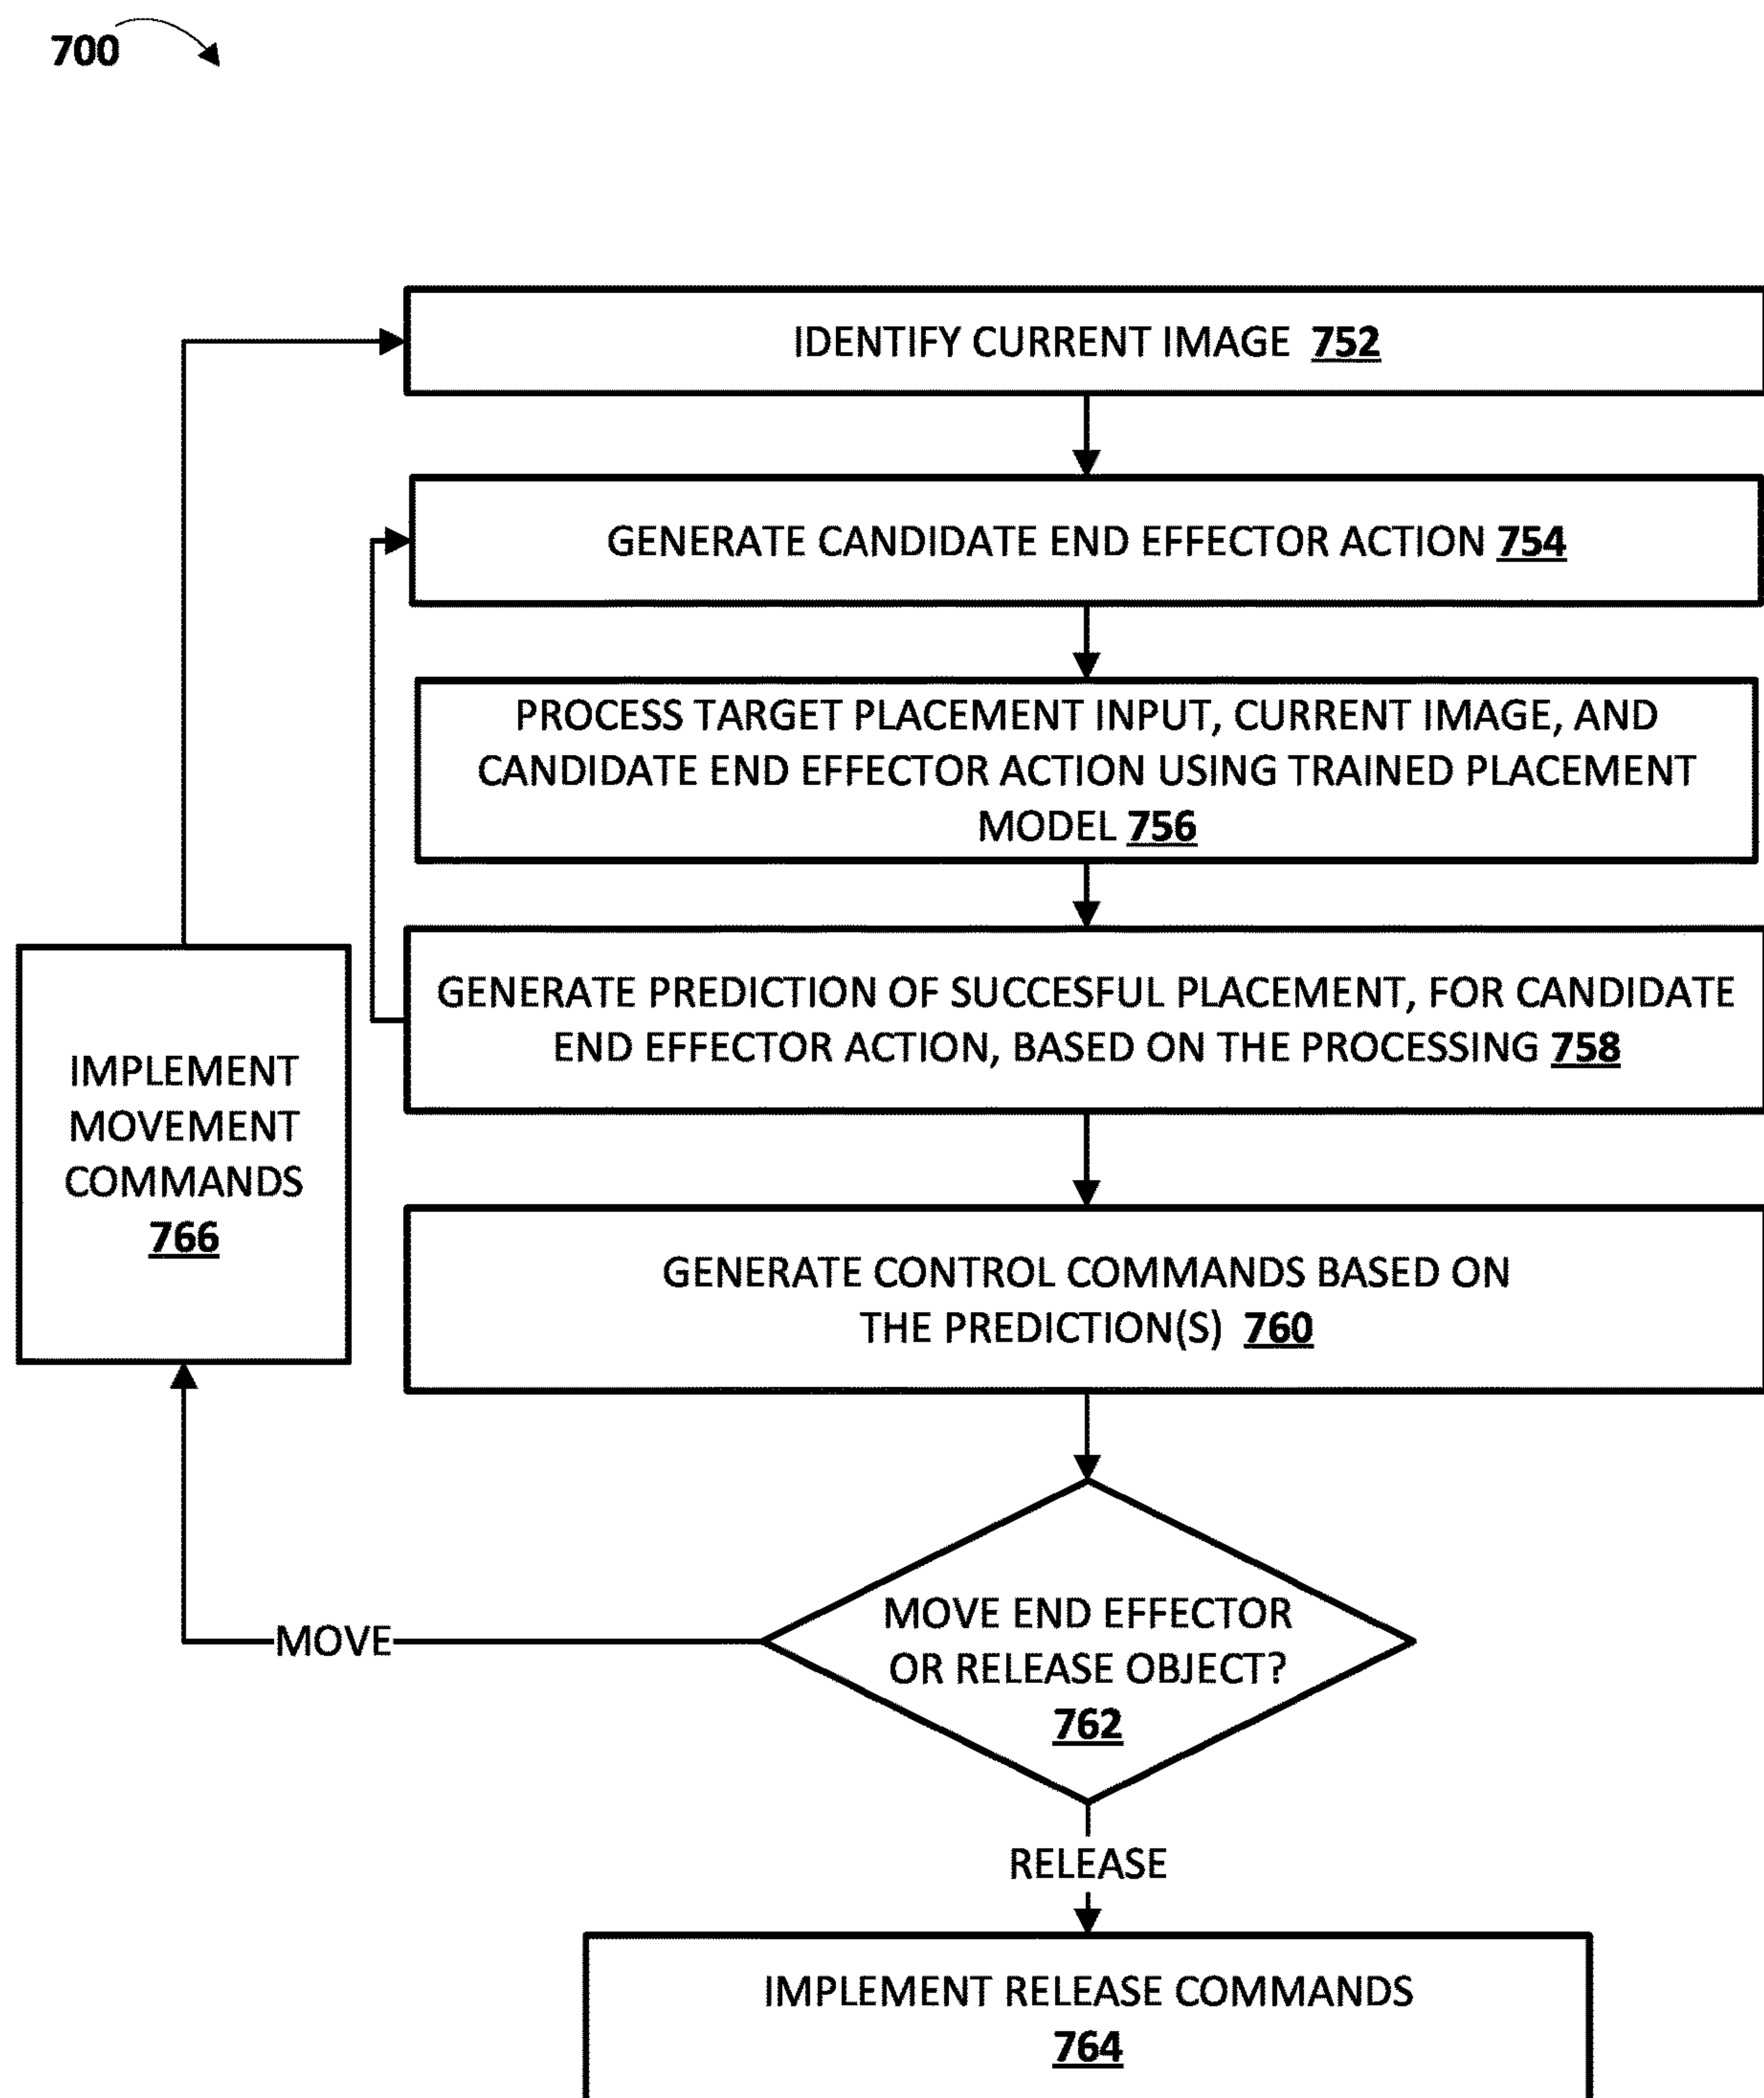 700
IDENTIFY CURRENT IMAGE 752
GENERATE CANDIDATE END EFFECTOR ACTION 754
PROCESS TARGET PLACEMENT INPUT, CURRENT IMAGE, AND
CANDIDATE END EFFECTOR ACTION USING TRAINED PLACEMENT
MODEL 756
GENERATE PREDICTION OF SUCCESFUL PLACEMENT, FOR CANDIDATE
END EFFECTOR ACTION, BASED ON THE PROCESSING 758
IMPLEMENT
MOVEMENT
COMMANDS
766
GENERATE CONTROL COMMANDS BASED ON
THE PREDICTION(S) 760
MOVE END EFFECTOR
OR RELEASE OBJECT?
762
MOVE
RELEASE
IMPLEMENT RELEASE COMMANDS
764